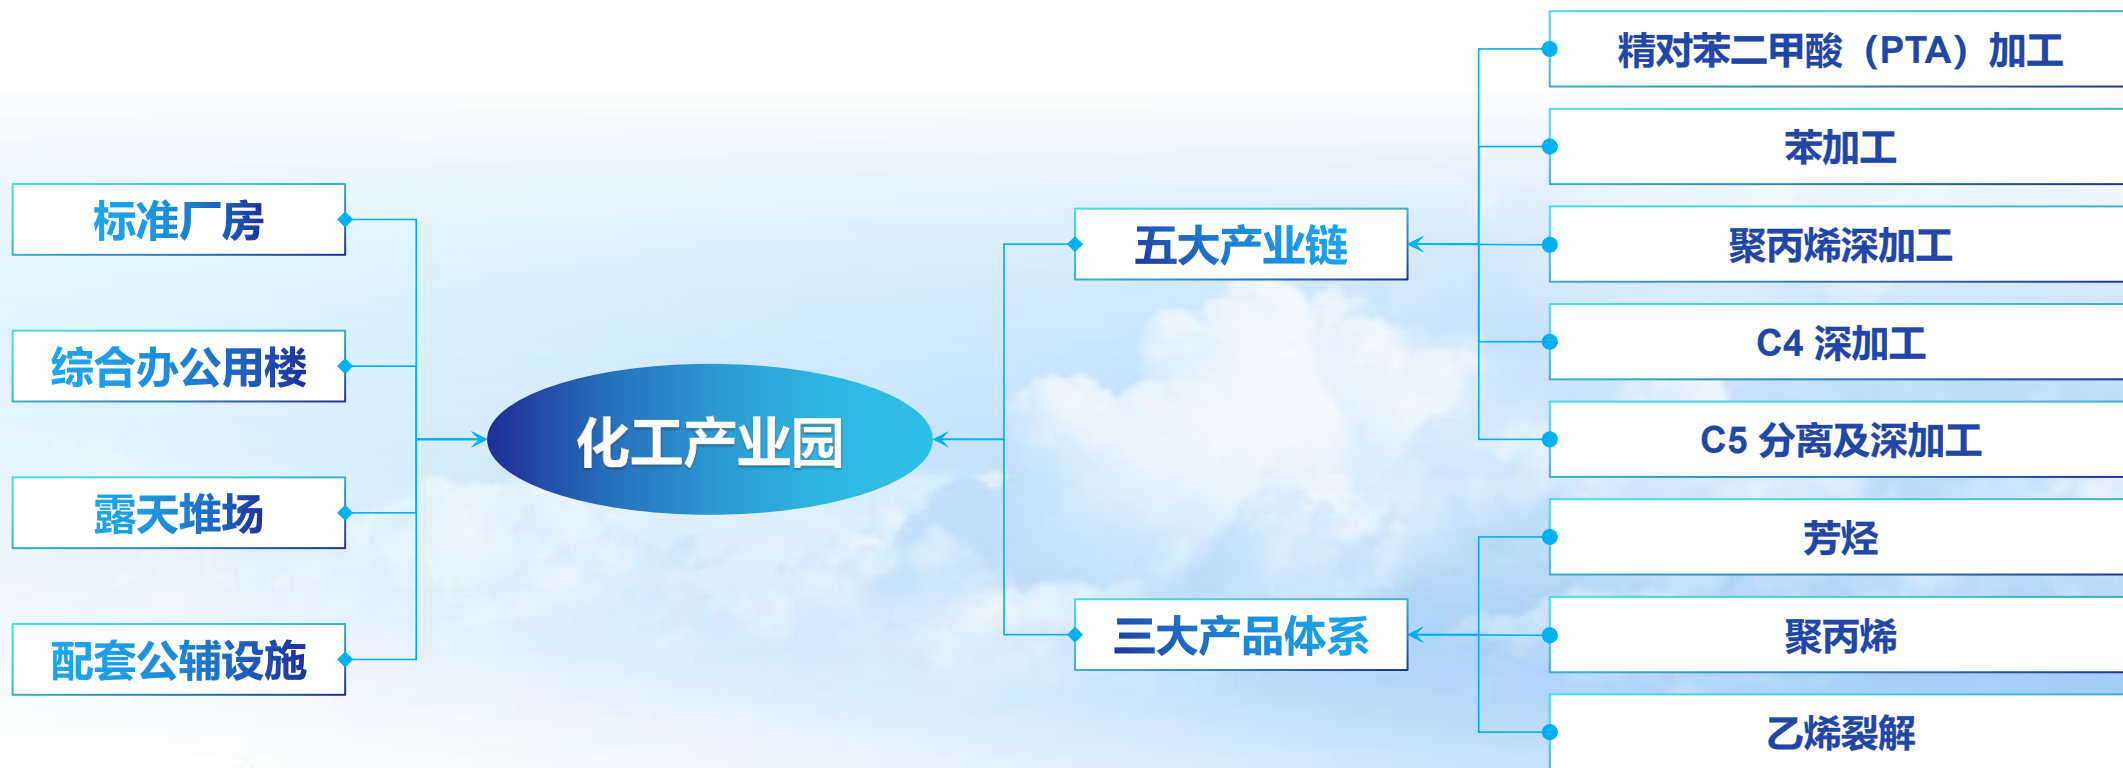 标准厂房
综合办公用楼
露天堆场
配套公辅设施
化工产业园
五大产业链
三大产品体系
精对苯二甲酸（PTA）加工
苯加工
聚丙烯深加工
C4 深加工
C5 分离及深加工
芳烃
聚丙烯
乙烯裂解